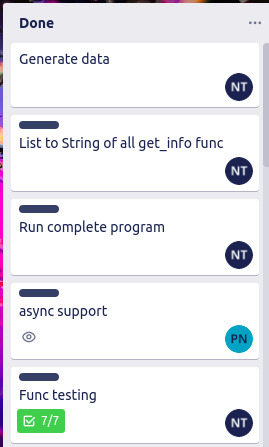 Done
Generate data
NT
List to String of all get_info func
NT
Run complete program
NT
async support
PN
Func testing
7/7
NT